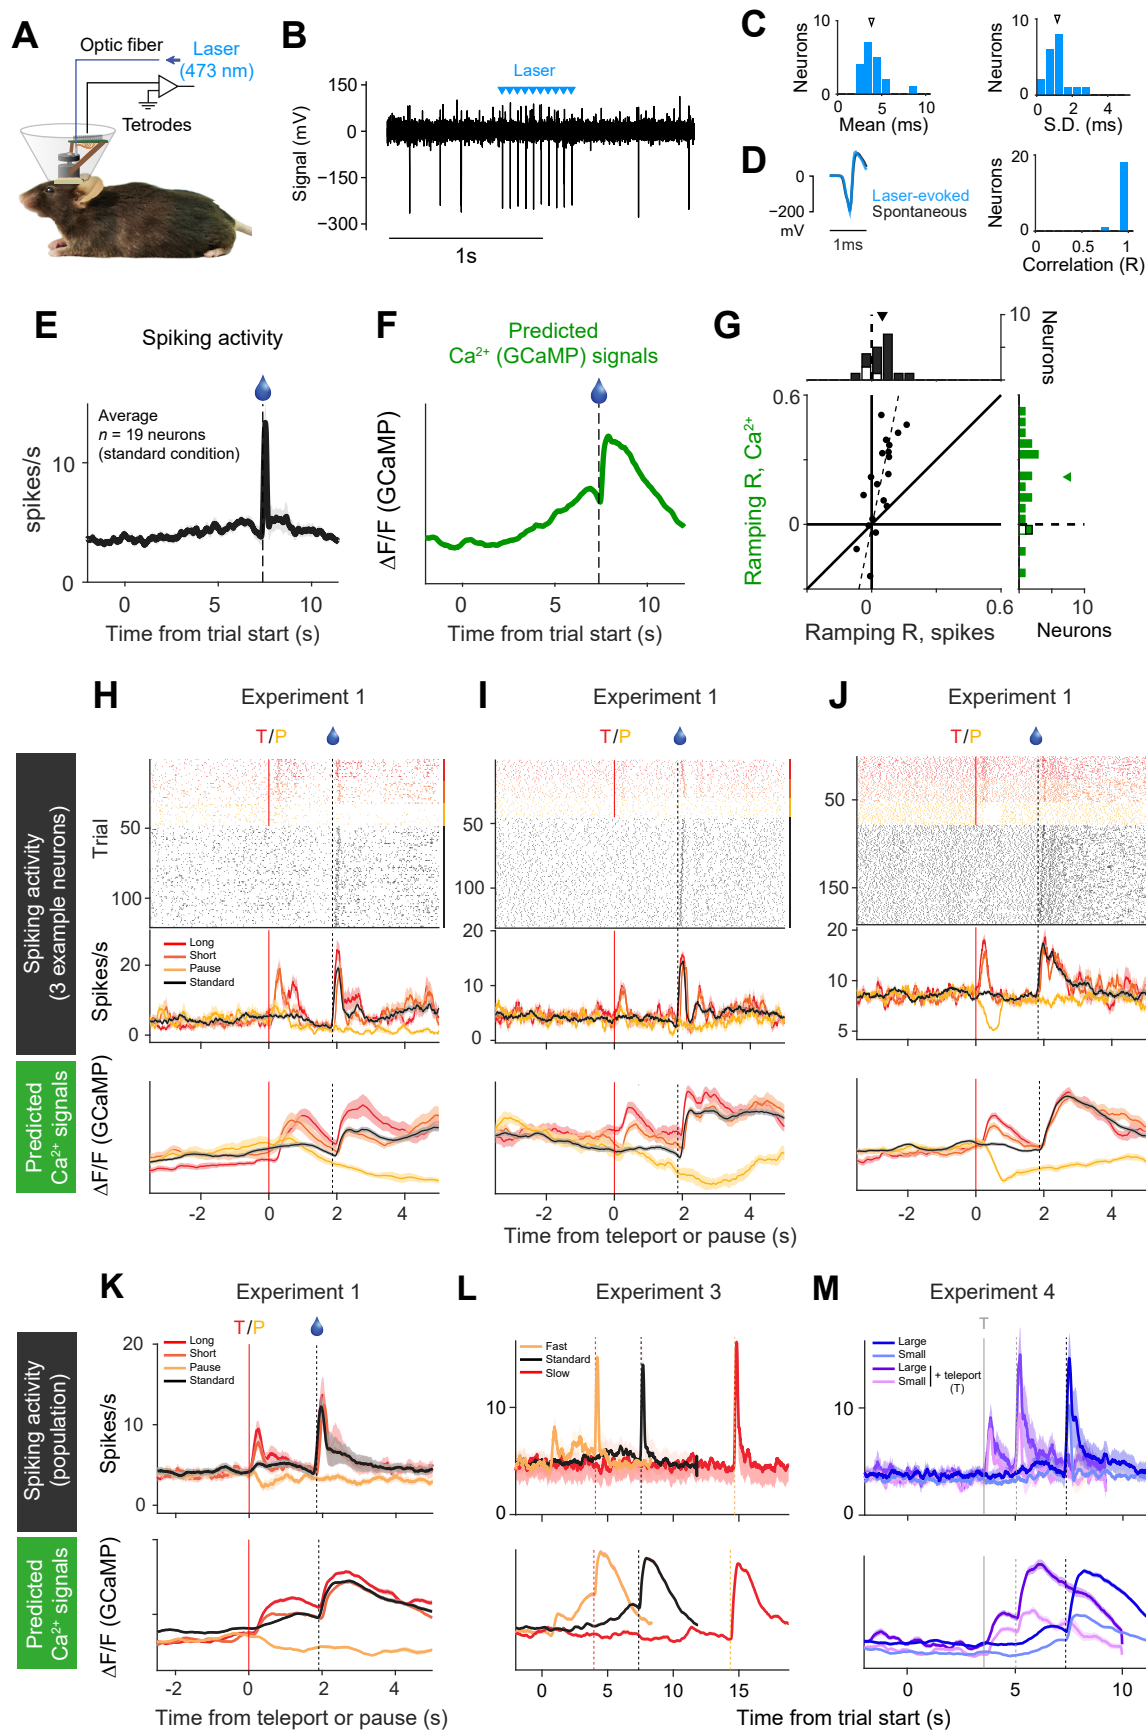 A
Optic fiber
Laser
(473 nm)
Tetrodes
B
Laser
150
0
−150
−300
Signal (mV)
1s
C
10
0
Neurons
0 5 10
Mean (ms)
10
0
Neurons
0 2 4
S.D. (ms)
D
0
−200
mV
Laser-evoked
Spontaneous
1ms
20
0
Neurons
0 0.5 1
Correlation (R)
E
Spiking activity
Average
n = 19 neurons
(standard condition)
10
0
spikes/s
0 5 10
Time from trial start (s)
F
Predicted
Ca²⁺ (GCaMP) signals
ΔF/F (GCaMP)
0 5 10
Time from trial start (s)
G
10
0
Neurons
0.6
0
Ramping R, Ca²⁺
0 0.6
Ramping R, spikes
0 10
Neurons
H
Experiment 1
T/P
I
Experiment 1
T/P
J
Experiment 1
T/P
Spiking activity
(3 example neurons)
Trial
50
100
50
100
50
150
Spikes/s
20
0
Long
Short
Pause
Standard
20
10
0
20
10
5
Predicted
Ca²⁺ signals
ΔF/F (GCaMP)
-2 0 2 4
-2 0 2 4
-2 0 2 4
Time from teleport or pause (s)
K
Experiment 1
T/P
L
Experiment 3
M
Experiment 4
T
Spiking activity
(population)
Spikes/s
20
10
0
Long
Short
Pause
Standard
10
0
Fast
Standard
Slow
10
0
Large
Small
Large
Small
+ teleport
(T)
Predicted
Ca²⁺ signals
ΔF/F (GCaMP)
-2 0 2 4
Time from teleport or pause (s)
0 5 10 15
0 5 10
Time from trial start (s)